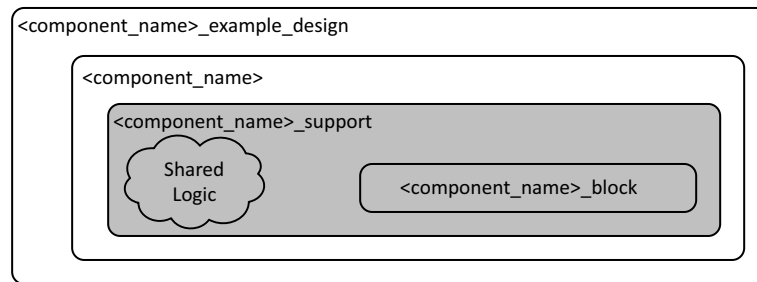 <component_name>_example_design
<component_name>
<component_name>_support
Shared
Logic
<component_name>_block